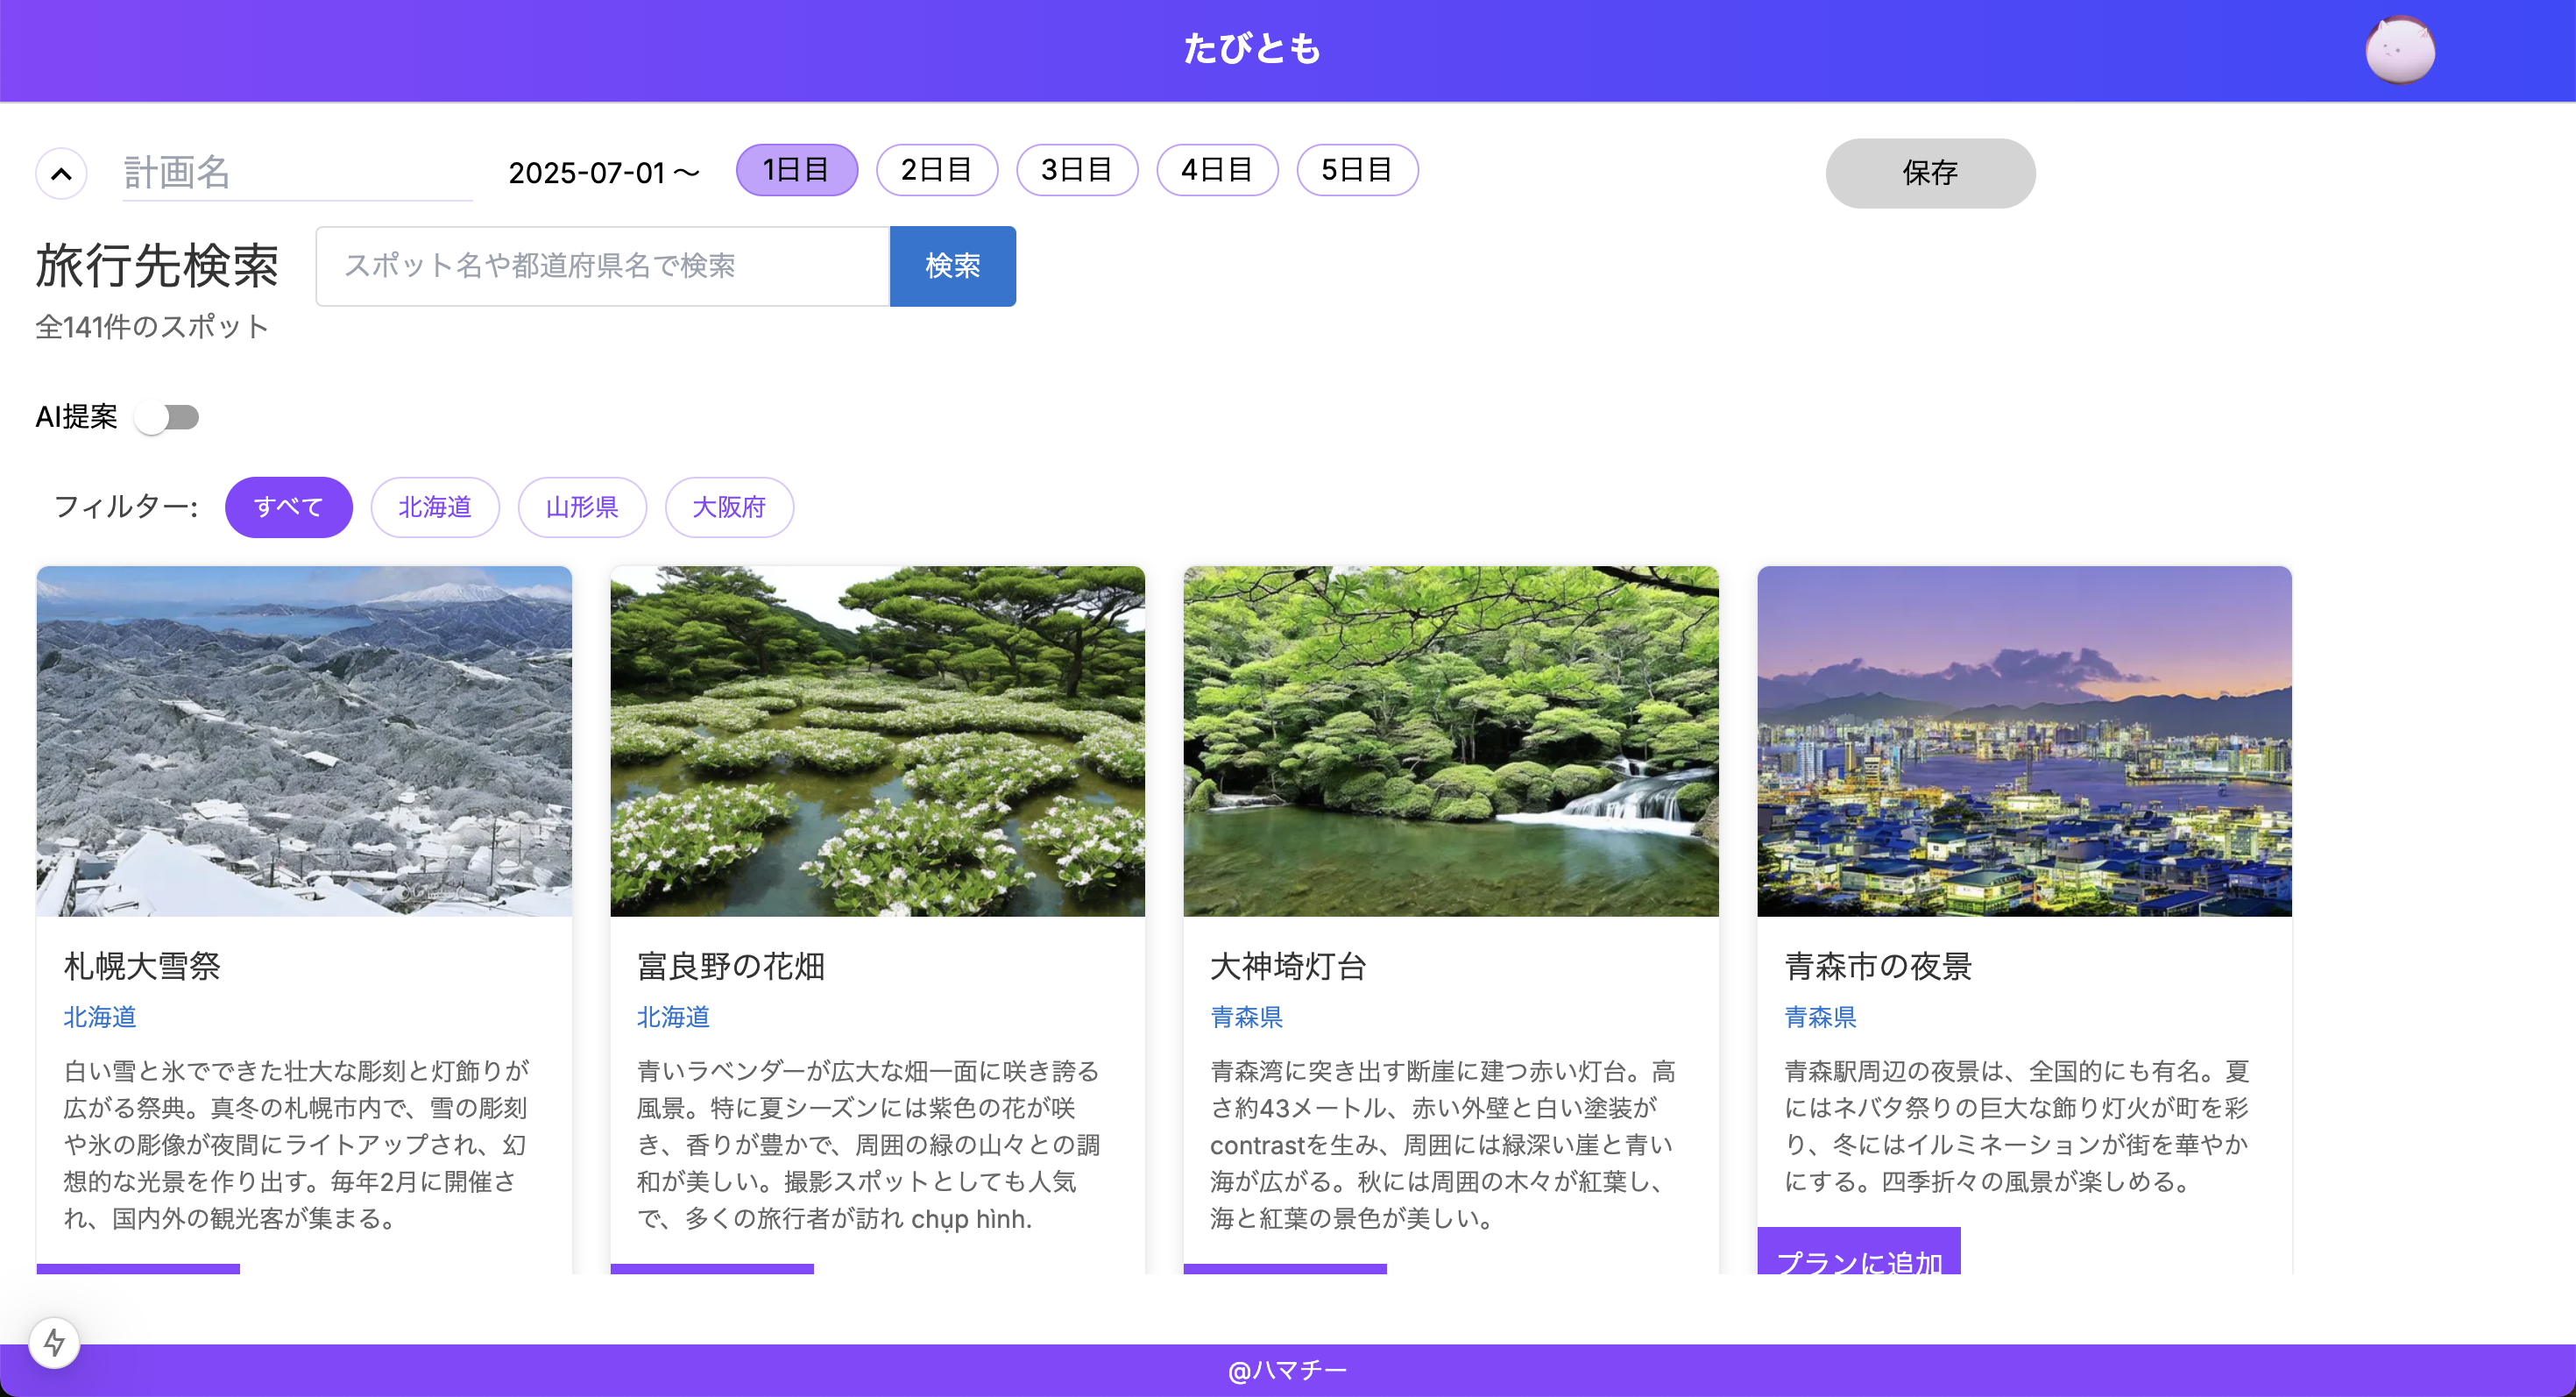 たびとも
計画名
2025-07-01 〜
1日目
2日目
3日目
4日目
5日目
保存
旅行先検索
スポット名や都道府県名で検索
検索
全141件のスポット
AI提案
フィルター:
すべて
北海道
山形県
大阪府
札幌大雪祭
北海道
白い雪と氷でできた壮大な彫刻と灯飾りが
広がる祭典。真冬の札幌市内で、雪の彫刻
や氷の彫像が夜間にライトアップされ、幻
想的な光景を作り出す。毎年2月に開催さ
れ、国内外の観光客が集まる。
富良野の花畑
北海道
青いラベンダーが広大な畑一面に咲き誇る
風景。特に夏シーズンには紫色の花が咲
き、香りが豊かで、周囲の緑の山々との調
和が美しい。撮影スポットとしても人気
で、多くの旅行者が訪れ chụp hình.
大神埼灯台
青森県
青森湾に突き出す断崖に建つ赤い灯台。高
さ約43メートル、赤い外壁と白い塗装が
contrastを生み、周囲には緑深い崖と青い
海が広がる。秋には周囲の木々が紅葉し、
海と紅葉の景色が美しい。
青森市の夜景
青森県
青森駅周辺の夜景は、全国的にも有名。夏
にはネバタ祭りの巨大な飾り灯火が町を彩
り、冬にはイルミネーションが街を華やか
にする。四季折々の風景が楽しめる。
プランに追加
@ハマチー